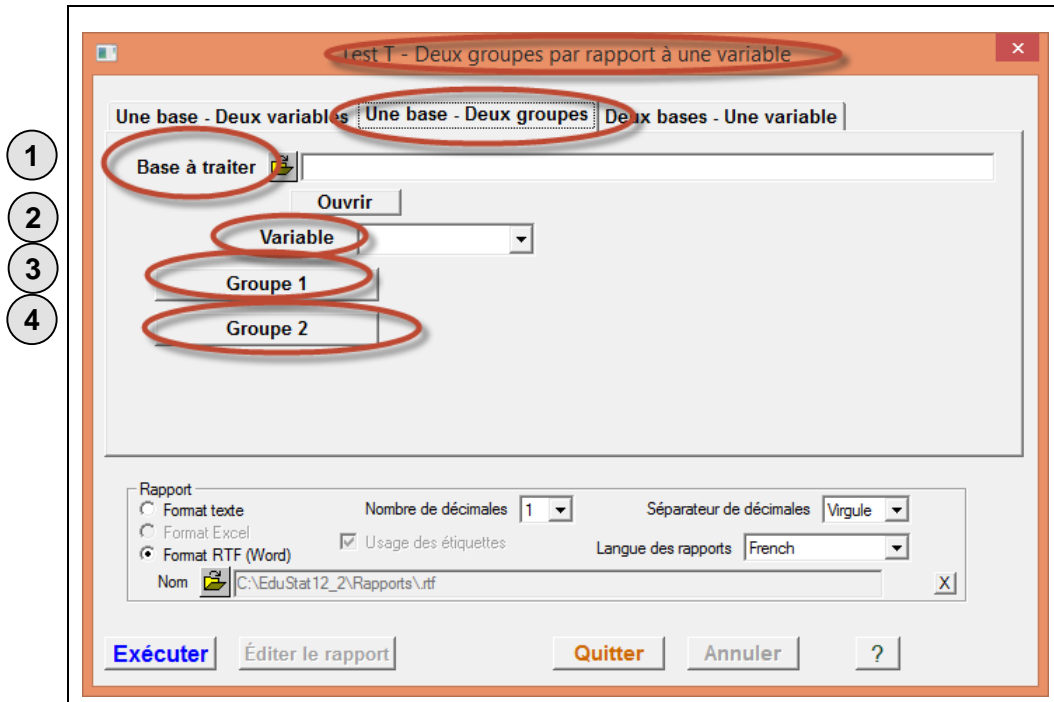 Test T - Deux groupes par rapport à une variable
×
Une base - Deux variables Une base - Deux groupes Deux bases - Une variable
1 Base à traiter
Ouvrir
2 Variable
3 Groupe 1
4 Groupe 2
Rapport
Format texte Nombre de décimales 1 Séparateur de décimales Virgule
Format Excel Usage des étiquettes
Format RTF (Word) Langue des rapports French
Nom C:\EduStat12_2\Rapports\.rtf X
Exécuter Éditer le rapport Quitter Annuler ?